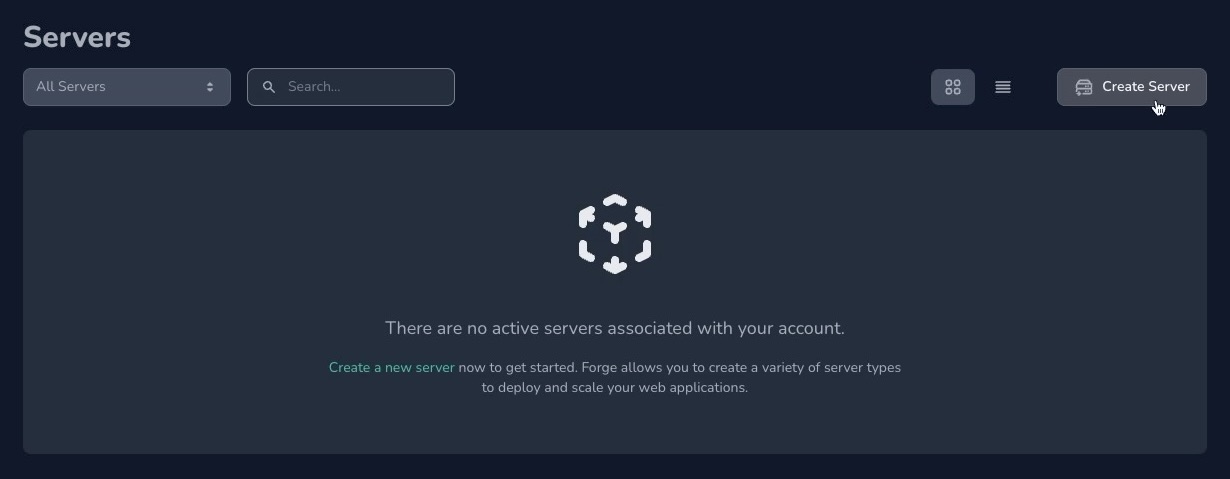 Servers
All Servers
Search...
Create Server
There are no active servers associated with your account.
Create a new server now to get started. Forge allows you to create a variety of server types
to deploy and scale your web applications.